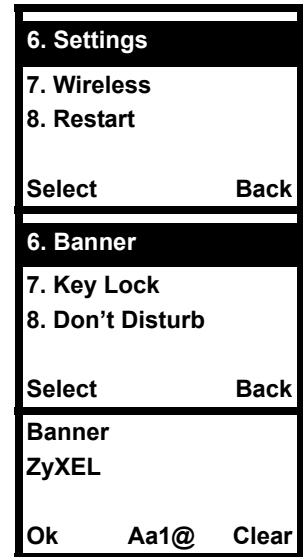 6. Settings
7. Wireless
8. Restart
Select Back
6. Banner
7. Key Lock
8. Don't Disturb
Select Back
Banner
ZyXEL
Ok Aa1@ Clear